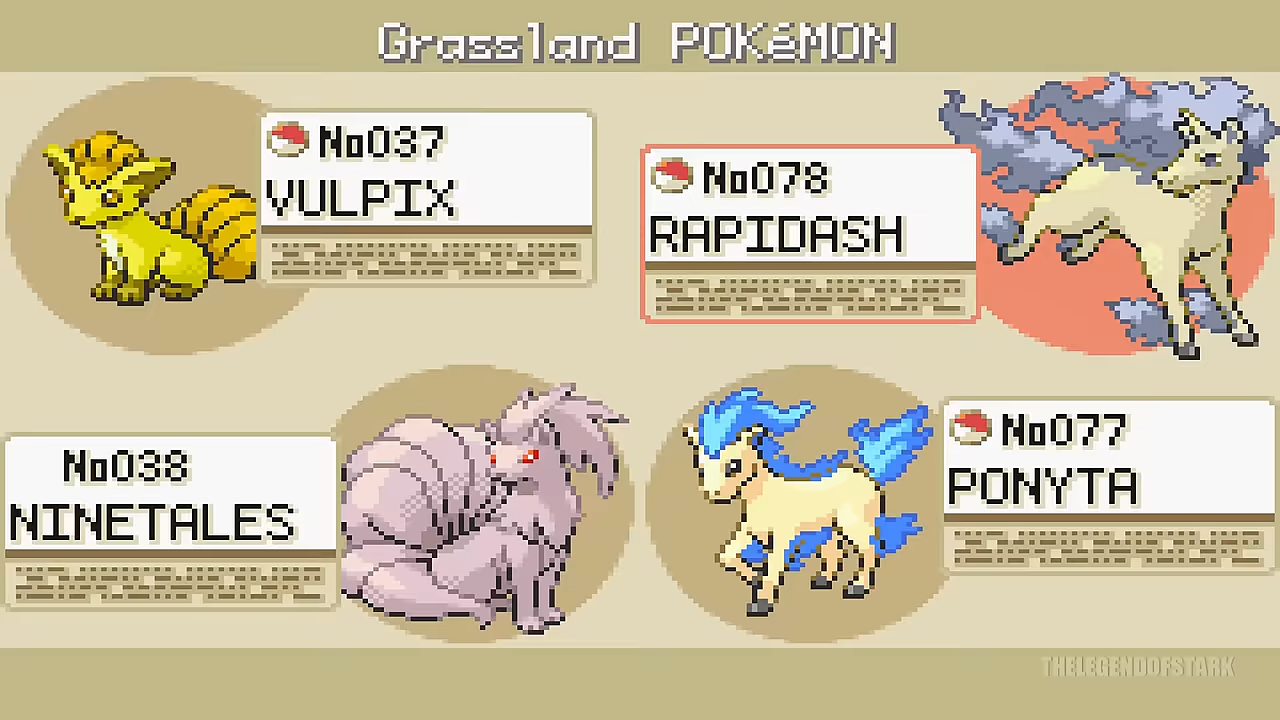 Grassland POKéMON
No037
VULPIX
No078
RAPIDASH
No038
NINETALES
No077
PONYTA
THELEGENDOFSTARK